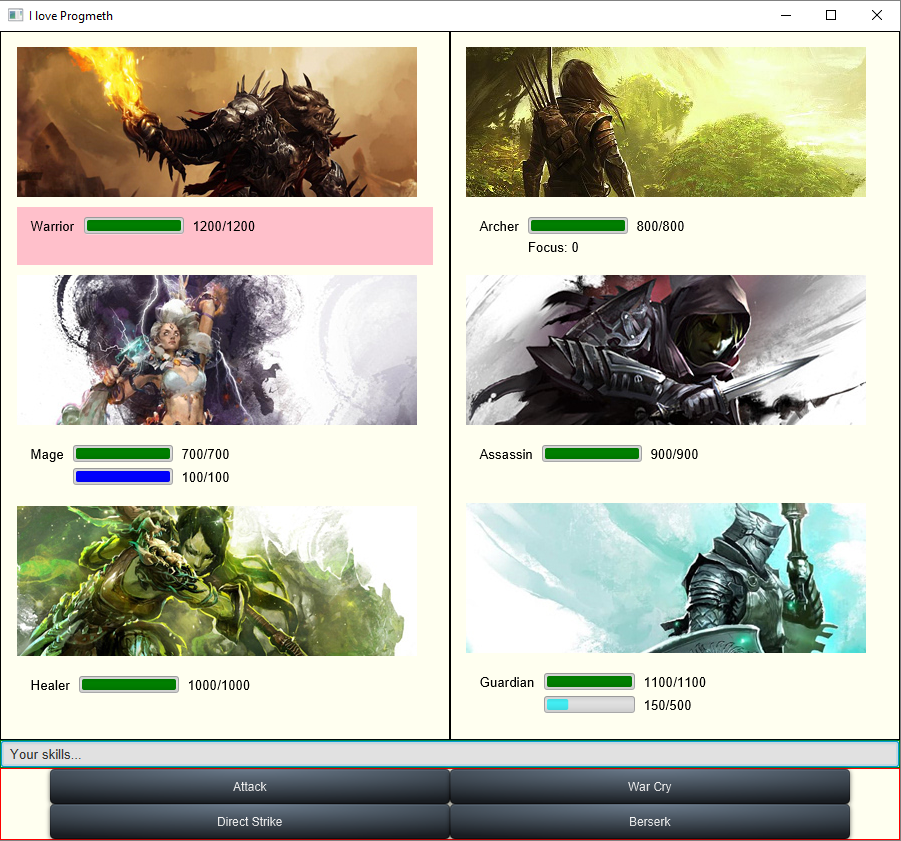 I love Progmeth
Warrior 1200/1200
Archer 800/800
Focus: 0
Mage 700/700
100/100
Assassin 900/900
Healer 1000/1000
Guardian 1100/1100
150/500
Your skills...
Attack
War Cry
Direct Strike
Berserk